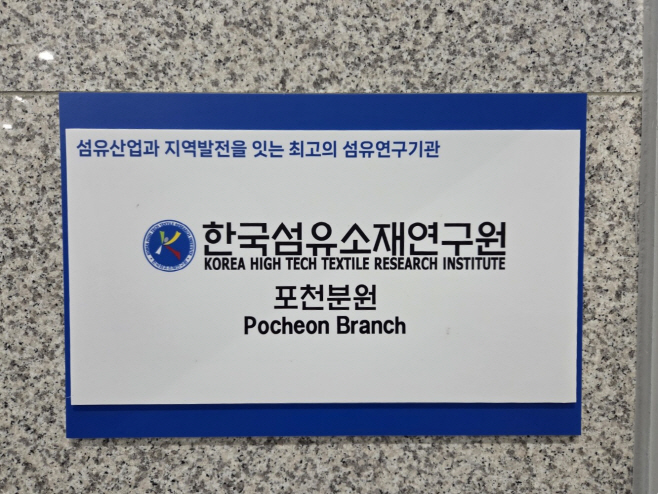 섬유산업과 지역발전을 잇는 최고의 섬유연구기관
한국섬유소재연구원
KOREA HIGH TECH TEXTILE RESEARCH INSTITUTE
포천분원
Pocheon Branch